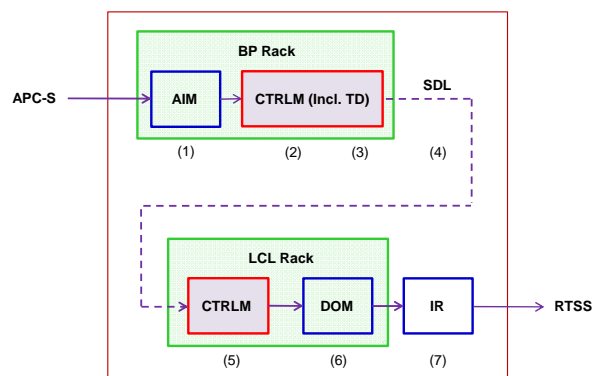 BP Rack
APC-S
AIM
CTRLM (Incl. TD)
SDL
(1)
(2)
(3)
(4)
LCL Rack
CTRLM
DOM
IR
RTSS
(5)
(6)
(7)